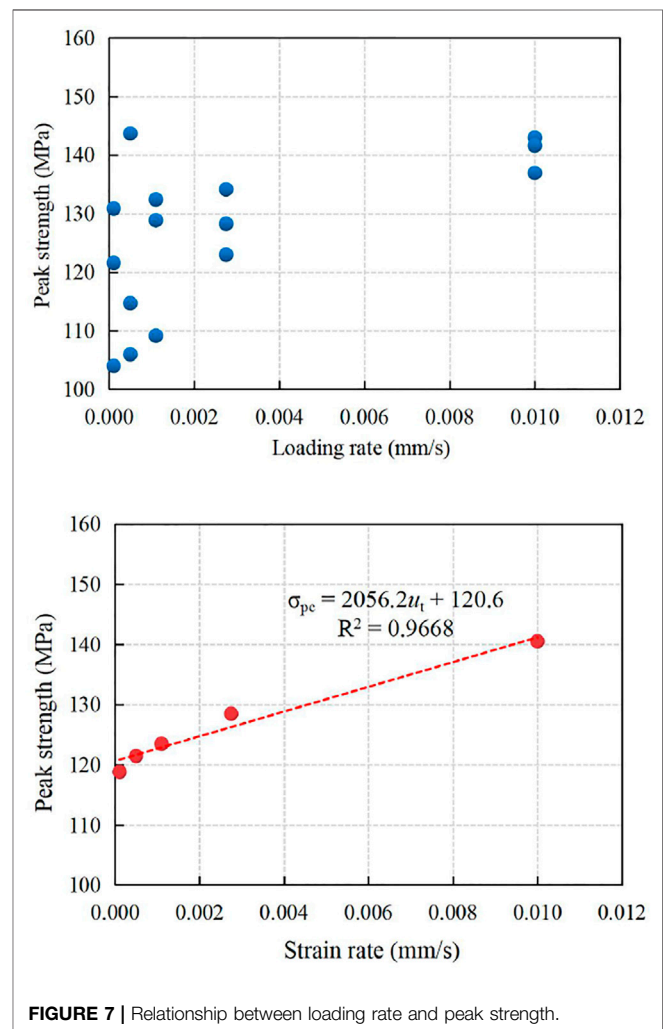 160
150
140
130
120
110
100
Peak stremgth (MPa)
0.000 0.002 0.004 0.006 0.008 0.010 0.012
Loading rate (mm/s)
160
150
140
130
120
110
100
Peak strength (MPa)
σpc = 2056.2ut + 120.6
R² = 0.9668
0.000 0.002 0.004 0.006 0.008 0.010 0.012
Strain rate (mm/s)
FIGURE 7 | Relationship between loading rate and peak strength.